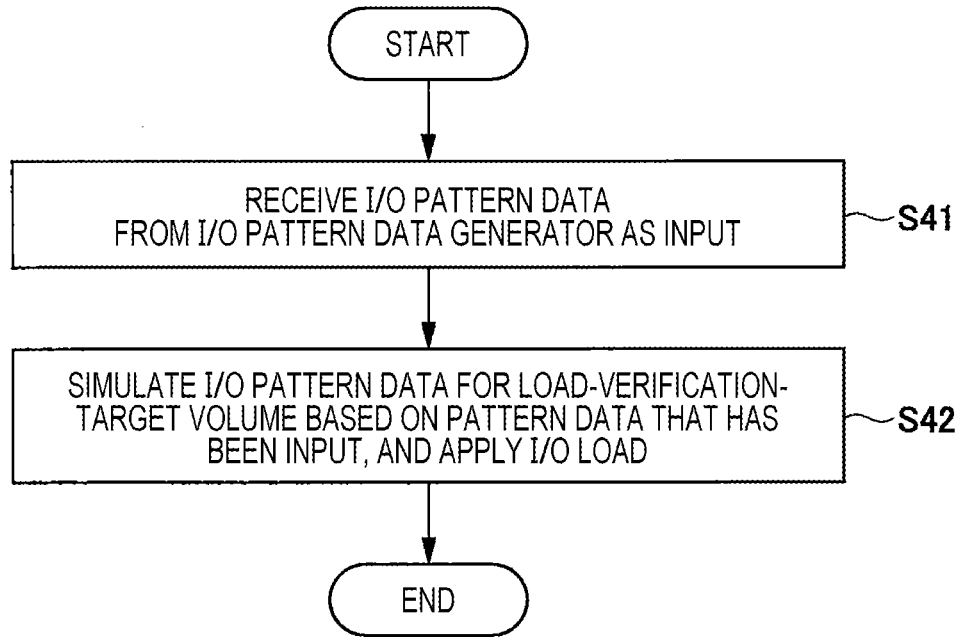 START
RECEIVE I/O PATTERN DATA
FROM I/O PATTERN DATA GENERATOR AS INPUT
S41
SIMULATE I/O PATTERN DATA FOR LOAD-VERIFICATION-
TARGET VOLUME BASED ON PATTERN DATA THAT HAS
BEEN INPUT, AND APPLY I/O LOAD
S42
END